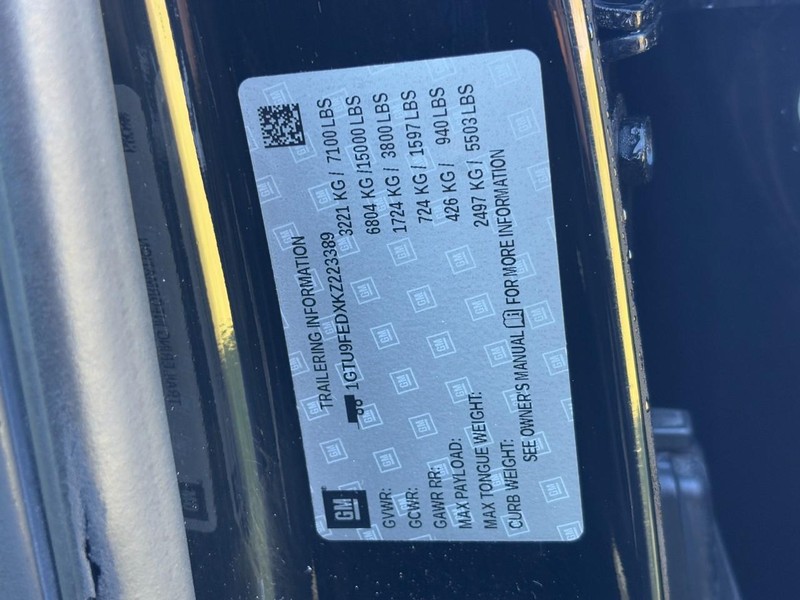 GM
TRAILERING INFORMATION
1GTU9FEDXKZ223389
GVWR: 3221 KG / 7100 LBS
GCWR: 6804 KG / 15000 LBS
GAWR RR: 1724 KG / 3800 LBS
MAX PAYLOAD: 724 KG / 1597 LBS
MAX TONGUE WEIGHT: 426 KG / 940 LBS
CURB WEIGHT: 2497 KG / 5503 LBS
SEE OWNER'S MANUAL FOR MORE INFORMATION